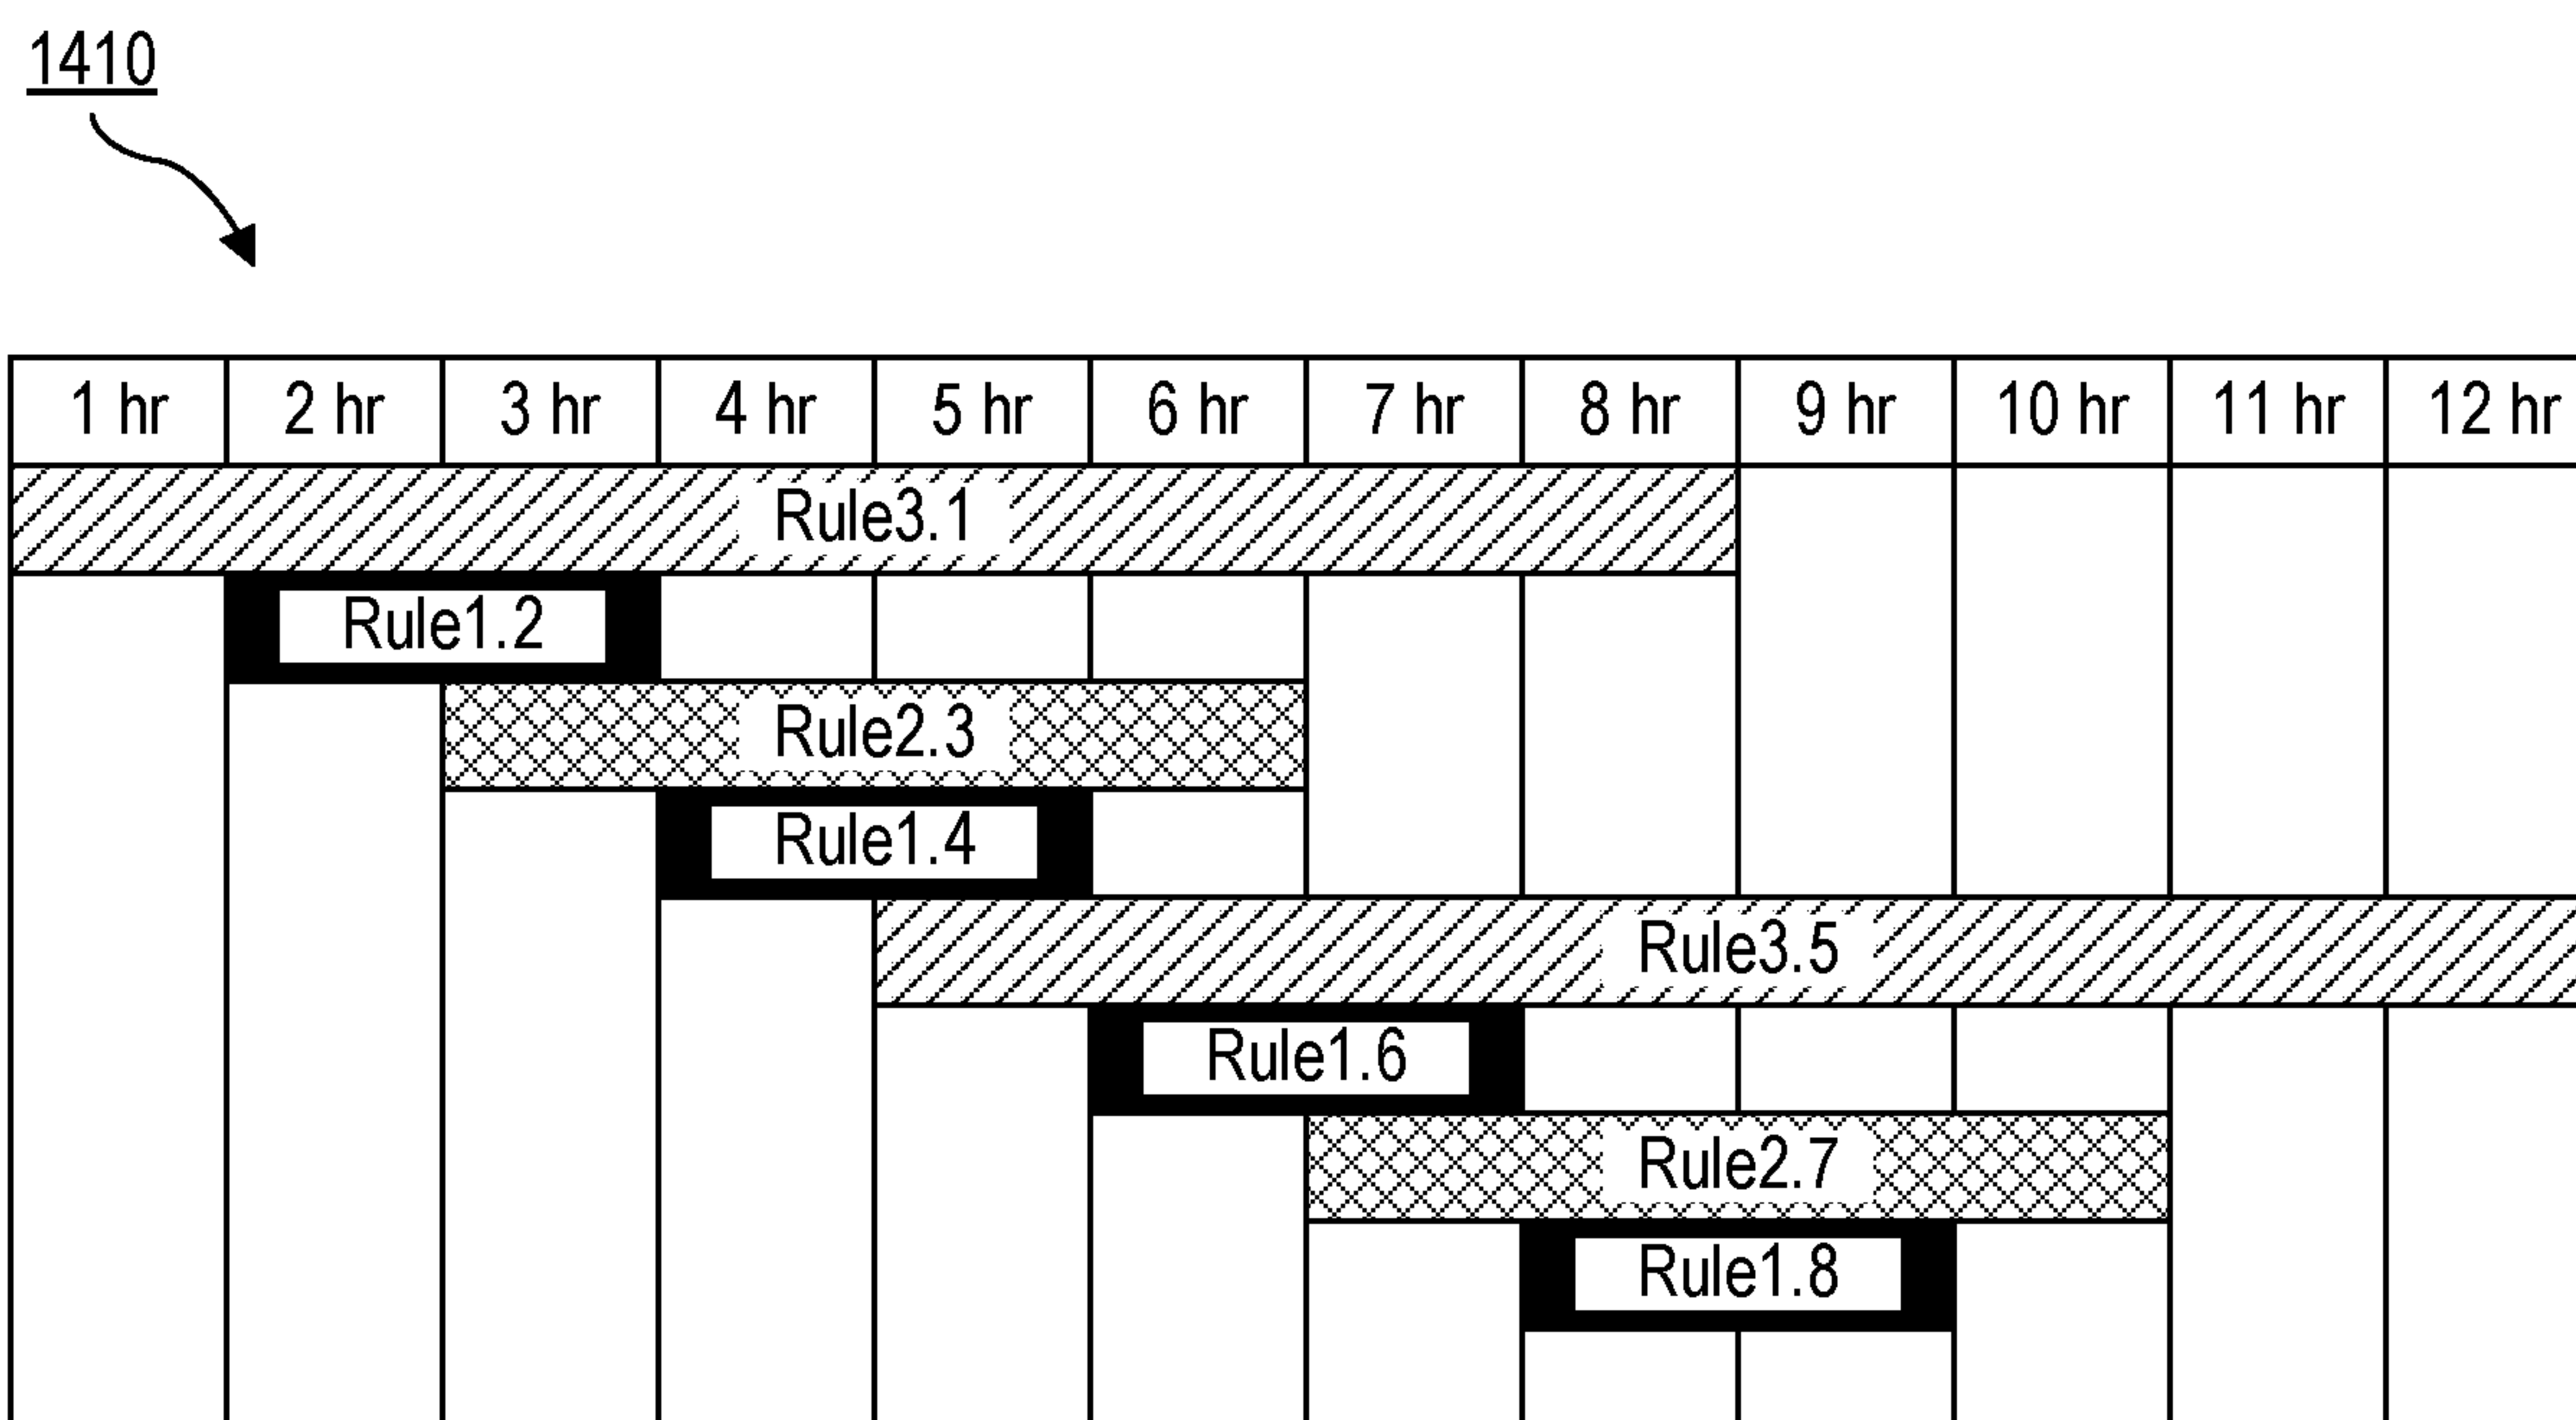 1410
1 hr 2 hr 3 hr 4 hr 5 hr 6 hr 7 hr 8 hr 9 hr 10 hr 11 hr 12 hr
Rule3.1
Rule1.2
Rule2.3
Rule1.4
Rule3.5
Rule1.6
Rule2.7
Rule1.8